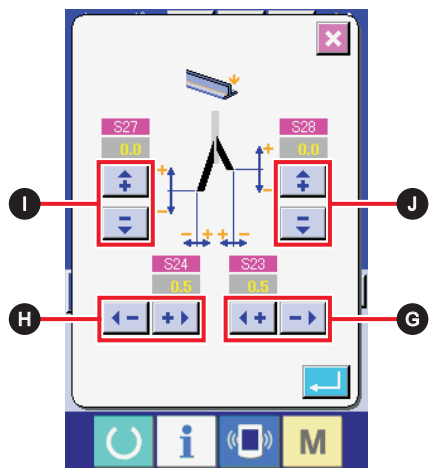 S27 S28
0.0 0.0
+ +
I J
− −
− + + −
S24 S23
0.5 0.5
H − + + − G
i M